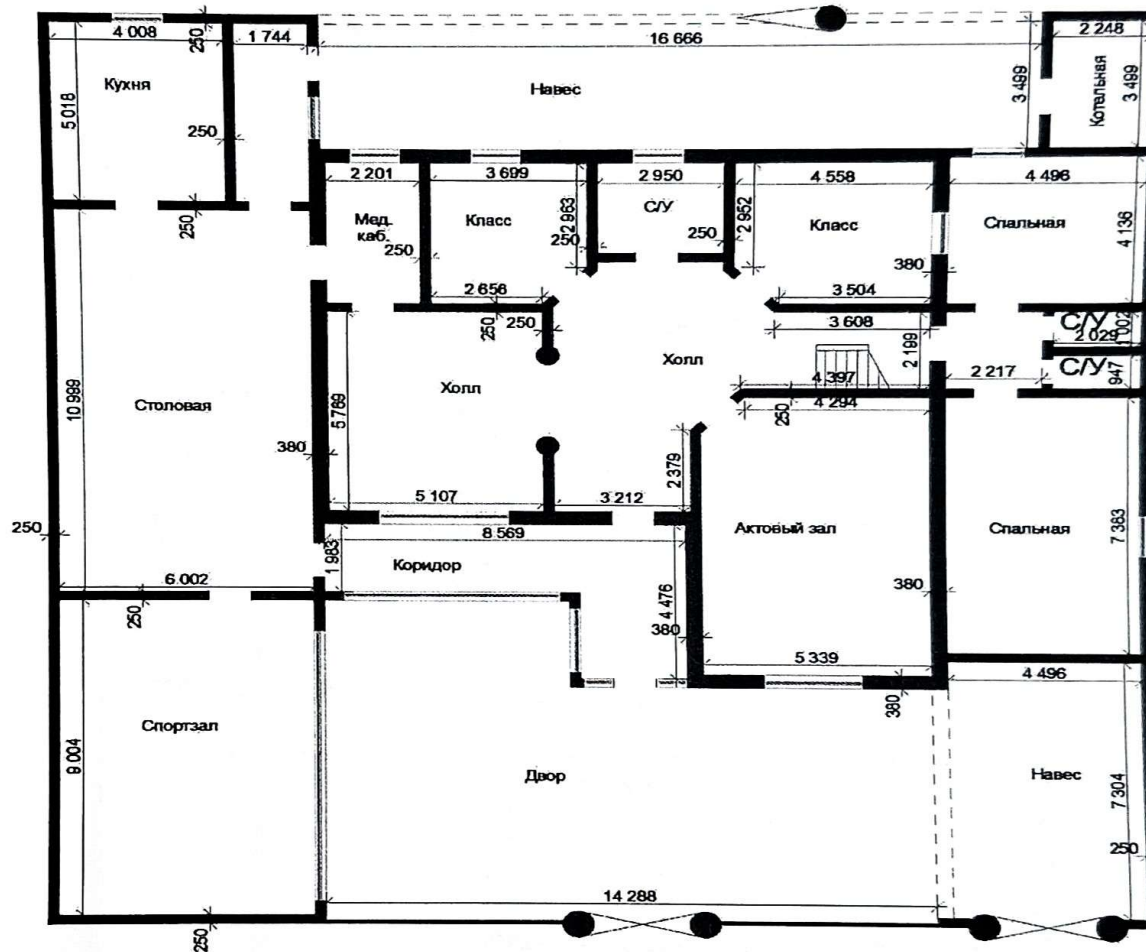 4 008
250
1 744
16 666
2 248
Кухня
Навес
Котельная
3 499
3 499
5 018
250
2 201
3 699
2 950
4 558
4 496
Мед.
каб.
Класс
С/У
Класс
Спальная
250
250
2 963
250
250
2 952
380
4 136
2 656
3 504
250
250
3 608
С/У
1 002
2 029
Холл
2 199
С/У
947
10 999
Столовая
Холл
4 397
2 217
5 789
4 294
250
380
2 379
5 107
3 212
250
8 569
Актовый зал
Спальная
7 383
1 983
Коридор
6 002
4 476
380
250
380
5 339
4 496
380
Спортзал
9 004
Двор
Навес
7 304
250
14 288
250